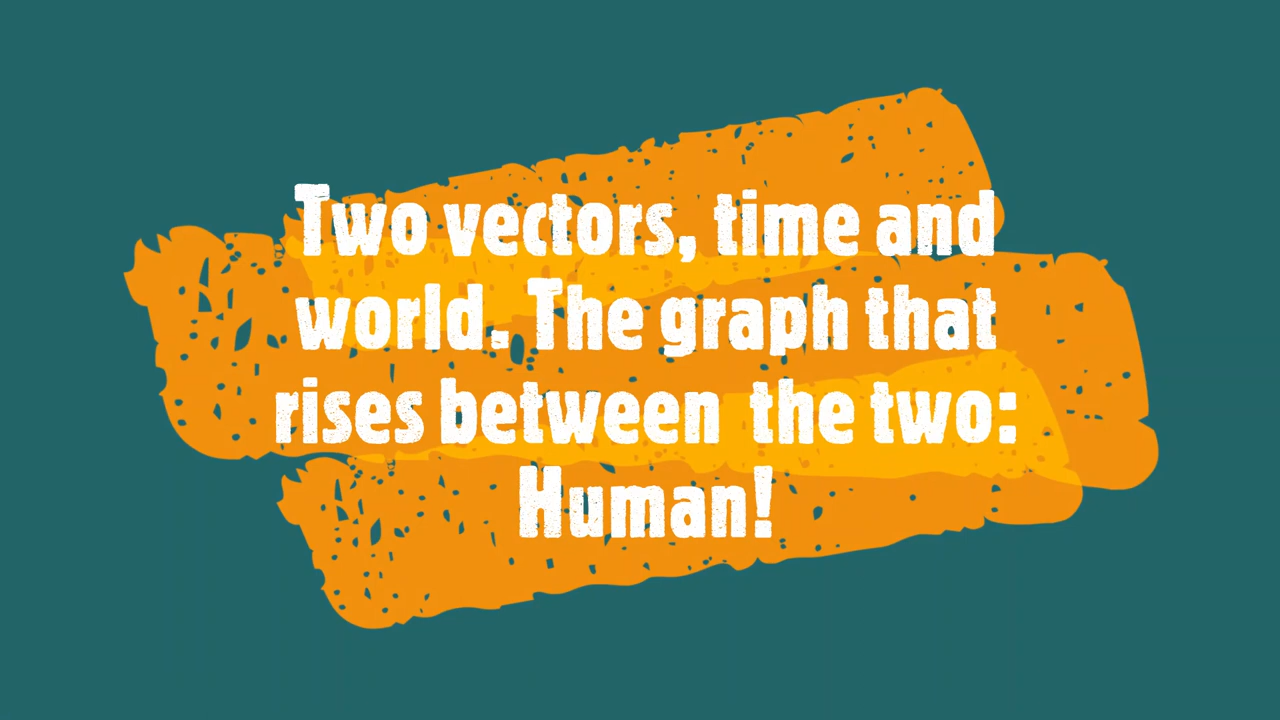 Two vectors, time and
world. The graph that
rises between the two:
Human!